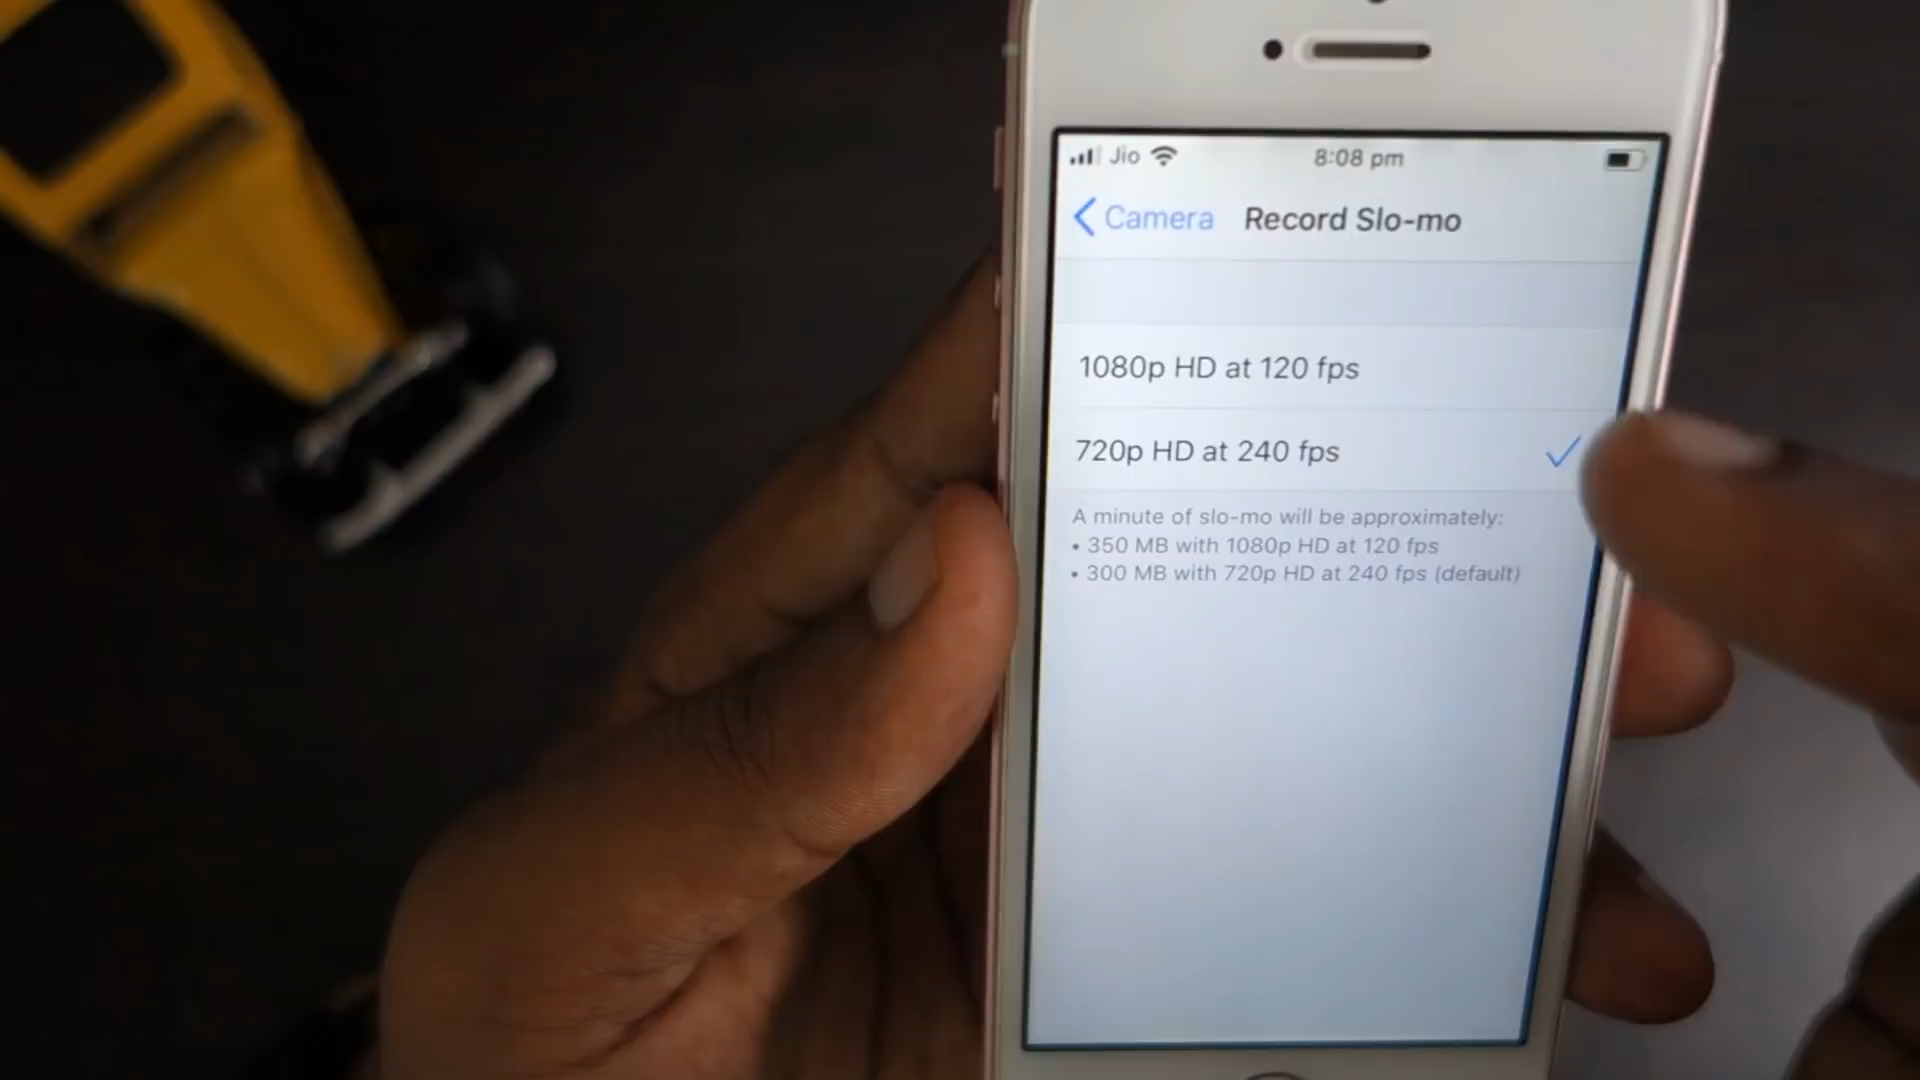 Jio 8:08 pm
Camera Record Slo-mo
1080p HD at 120 fps
720p HD at 240 fps
A minute of slo-mo will be approximately:
• 350 MB with 1080p HD at 120 fps
• 300 MB with 720p HD at 240 fps (default)